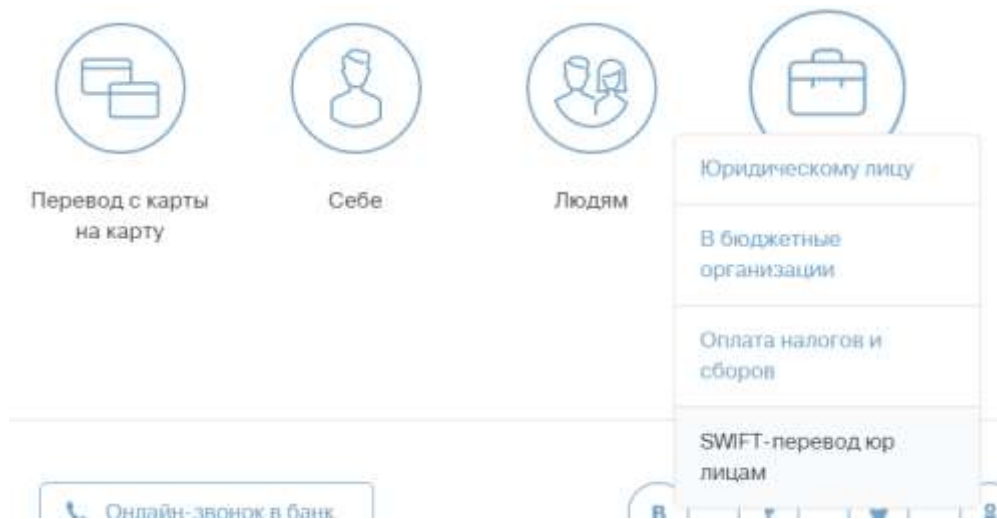 Перевод с карты
на карту
Себе
Людям
Юридическому лицу
В бюджетные
организации
Оплата налогов и
сборов
SWIFT-перевод юр
лицам
Онлайн-звонок в банк